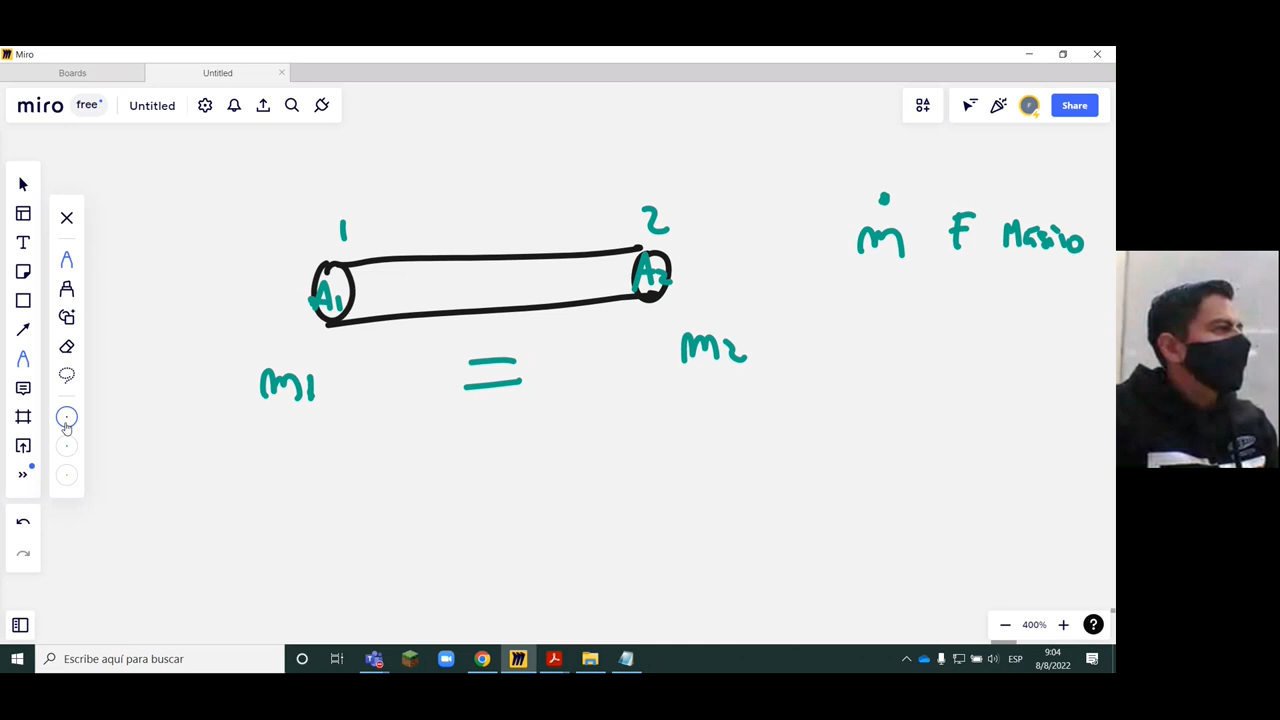 Miro
Boards
Untitled
miro free Untitled
Share
1
2
A1
A2
ṁ F Masiro
m1 = m2
400%
Escribe aquí para buscar
ESP
9:04
8/8/2022